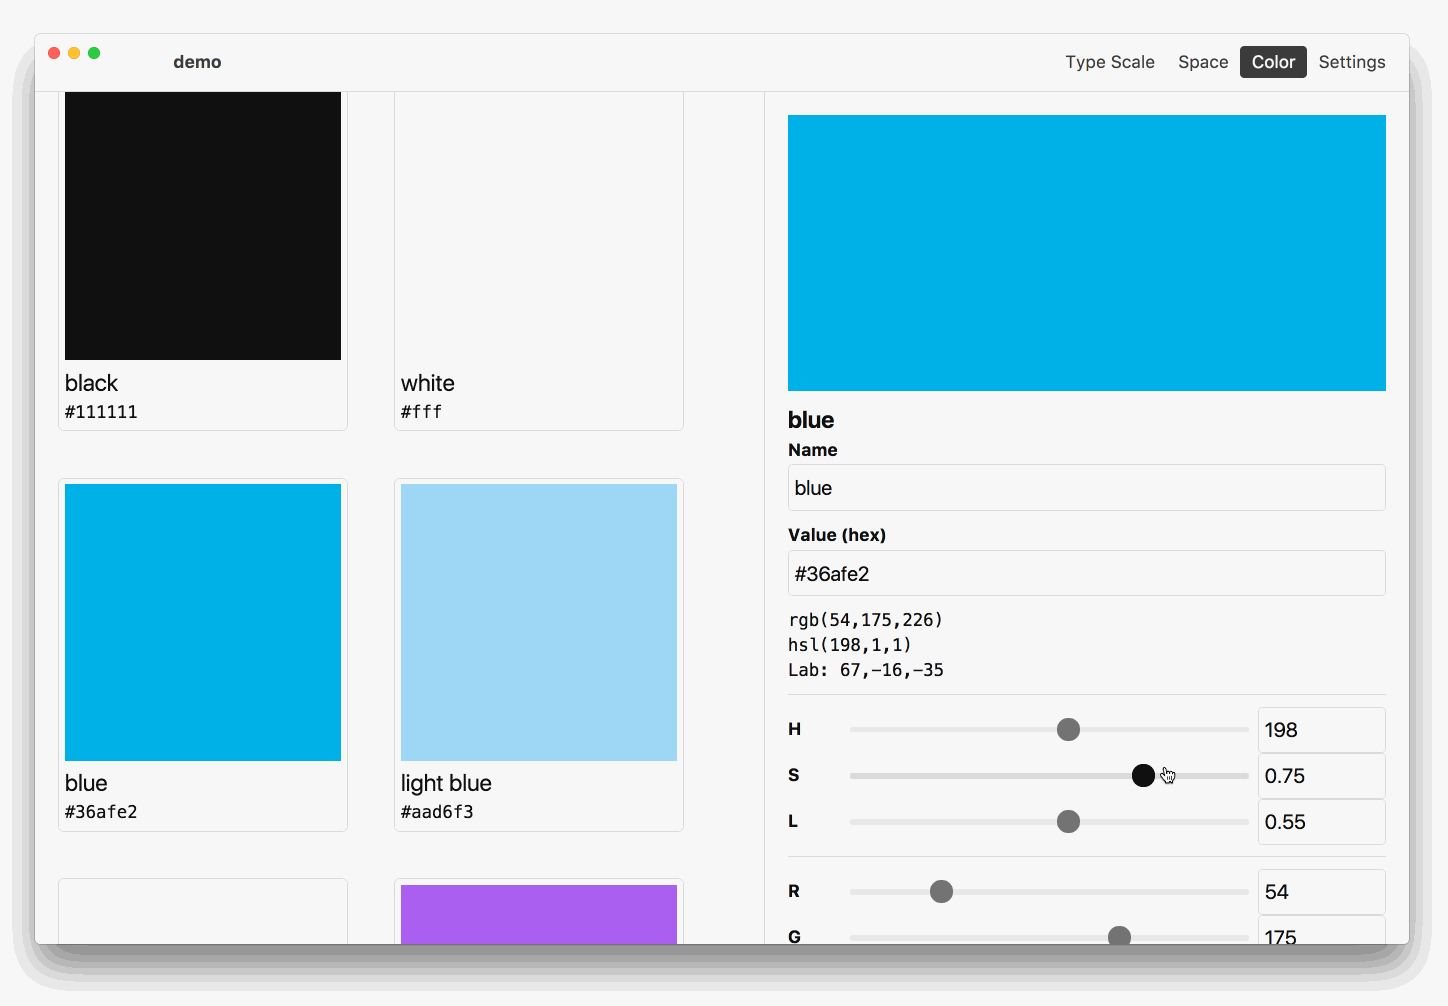 demo
Type Scale Space Color Settings
black
#111111
white
#fff
blue
#36afe2
light blue
#aad6f3
blue
Name
blue
Value (hex)
#36afe2
rgb(54,175,226)
hsl(198,1,1)
Lab: 67,-16,-35
H 198
S 0.75
L 0.55
R 54
G 175